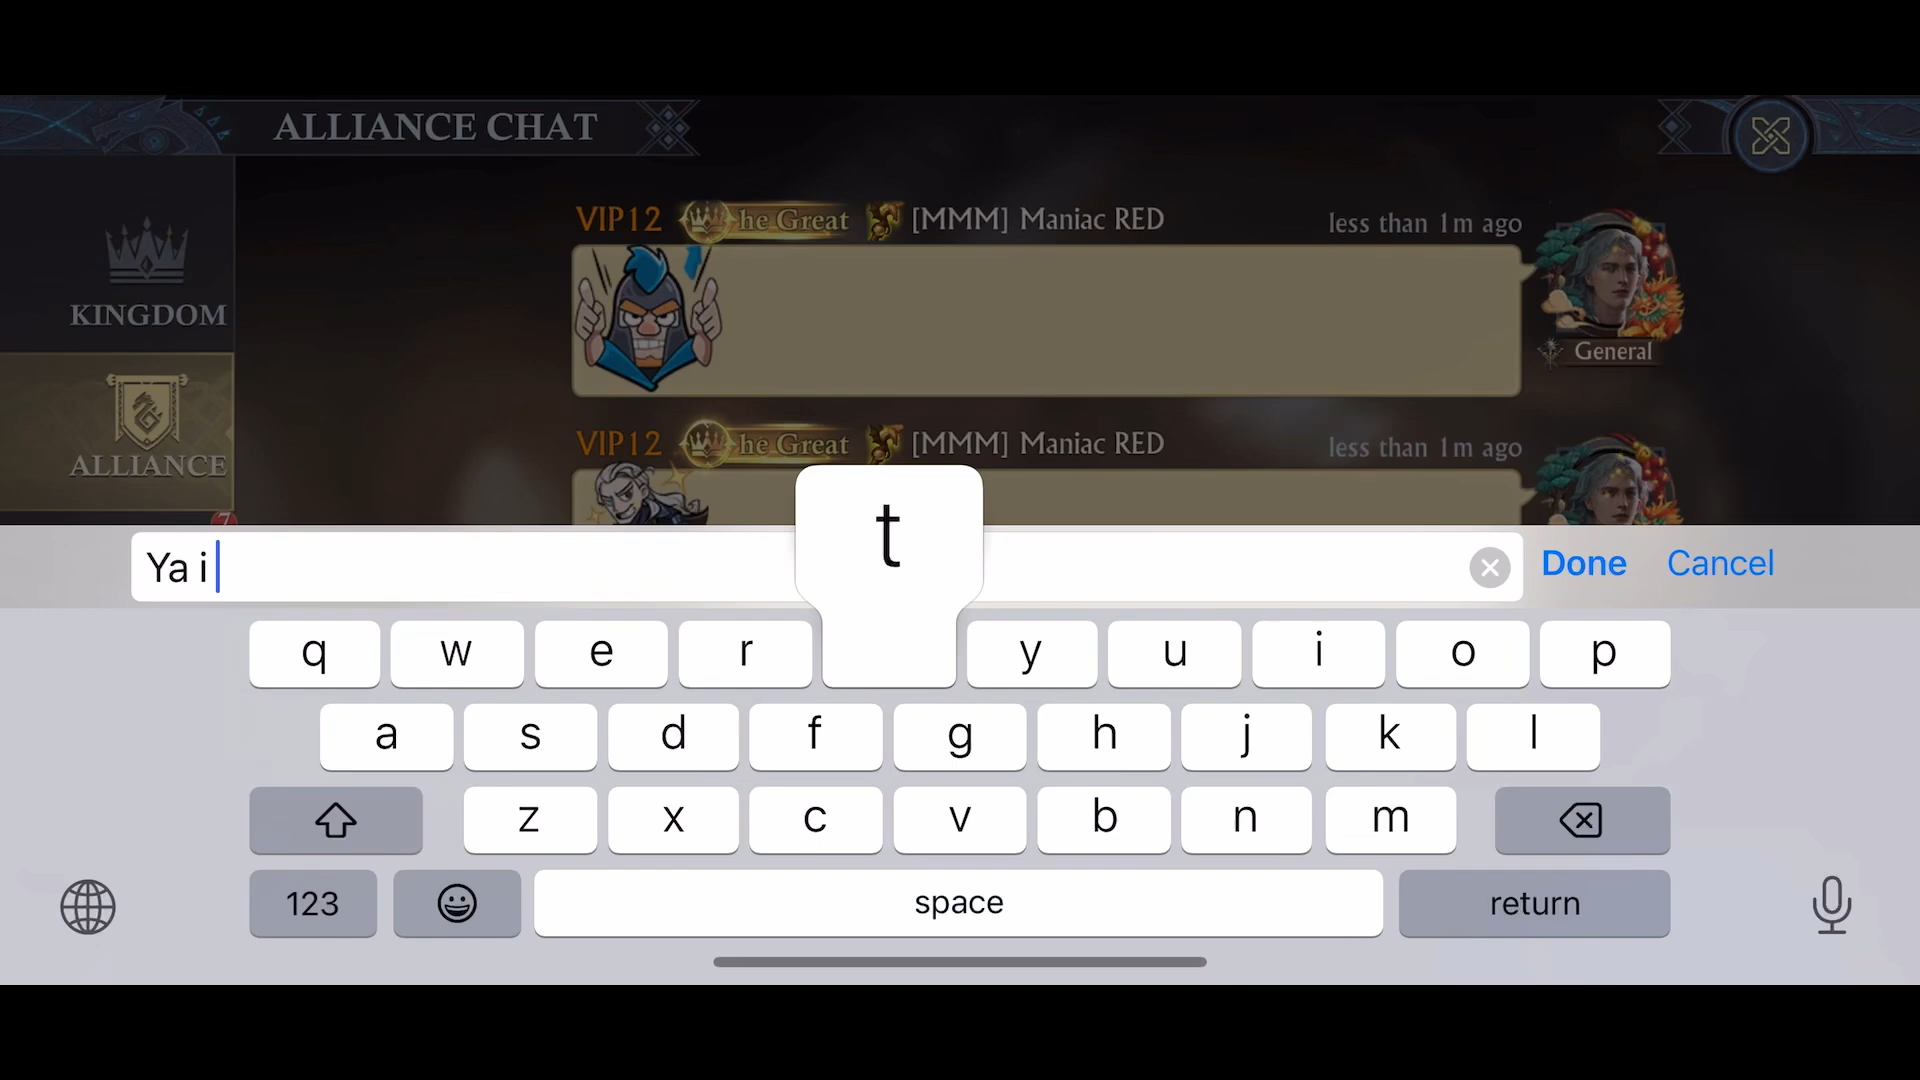 ALLIANCE CHAT
KINGDOM
ALLIANCE
7
VIP12 he Great [MMM] Maniac RED less than 1m ago
General
VIP12 he Great [MMM] Maniac RED less than 1m ago
Ya i
Done Cancel
t
q w e r y u i o p
a s d f g h j k l
z x c v b n m
123 space return